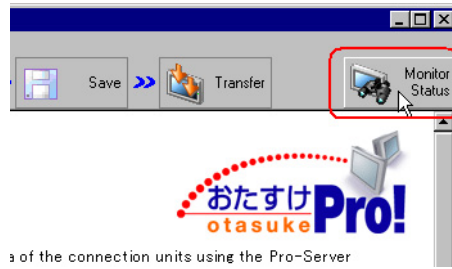 Save
Transfer
Monitor
Status
おたすけ Pro!
otasuke
a of the connection units using the Pro-Server